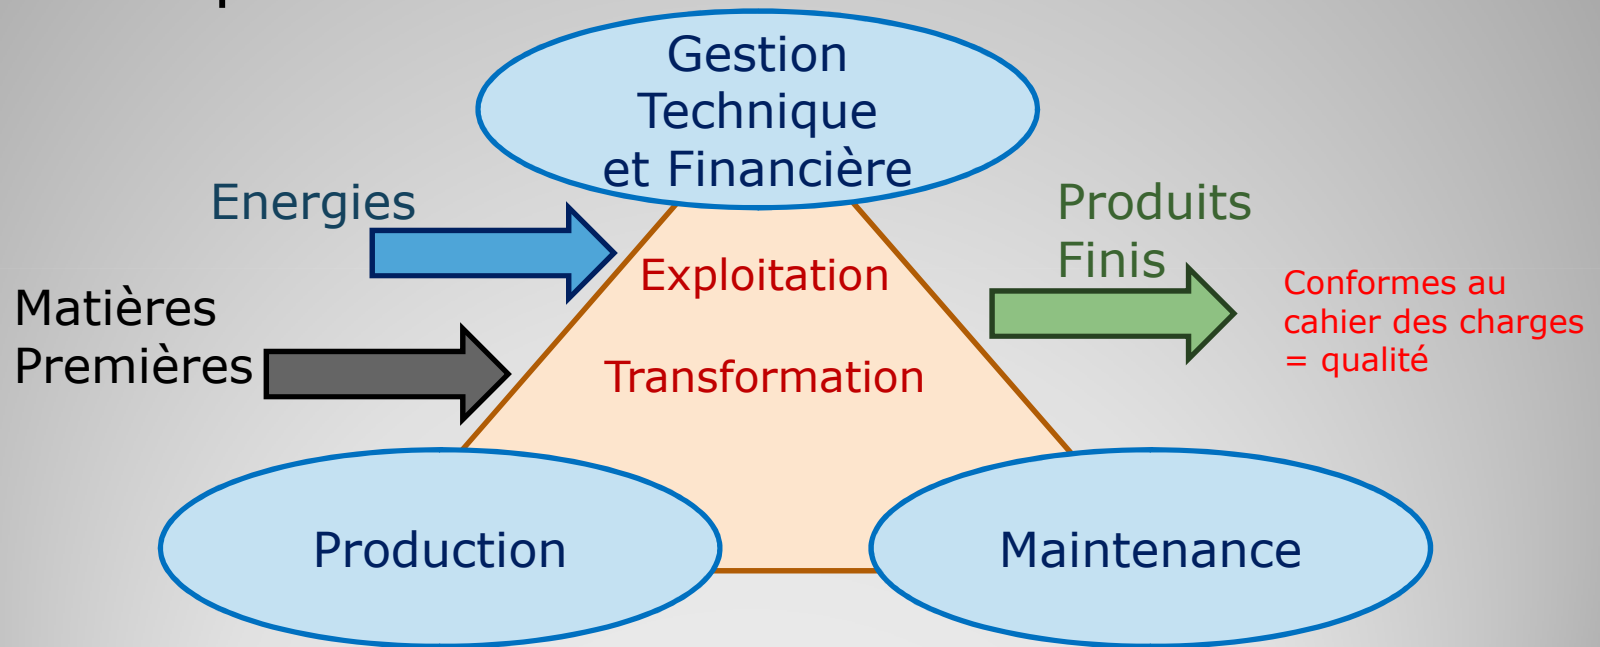 Gestion
Technique
et Financière
Energies
Produits
Finis
Exploitation
Conformes au
cahier des charges
= qualité
Matières
Premières
Transformation
Production
Maintenance